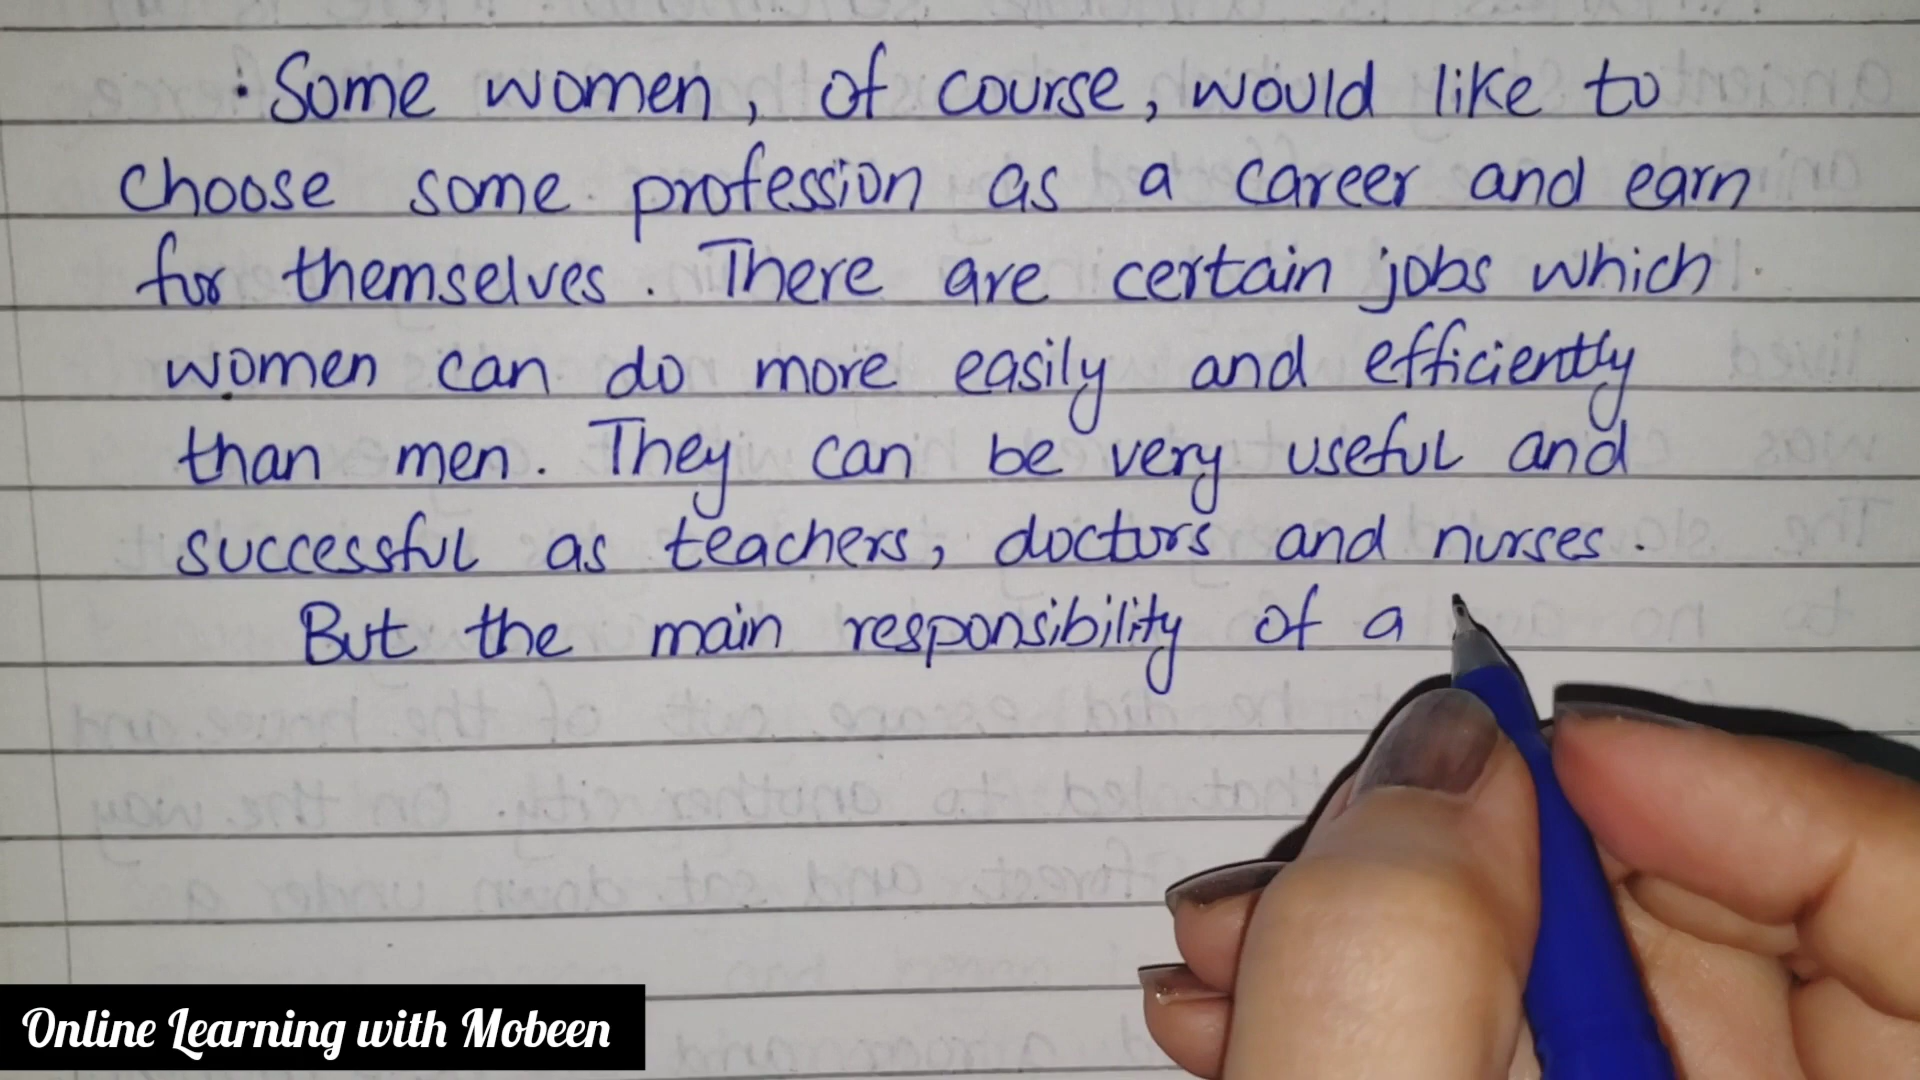 Some women, of course, would like to
choose some profession as a career and earn
for themselves. There are certain jobs which
women can do more easily and efficiently
than men. They can be very useful and
successful as teachers, doctors and nurses.
But the main responsibility of a
Online Learning with Mobeen